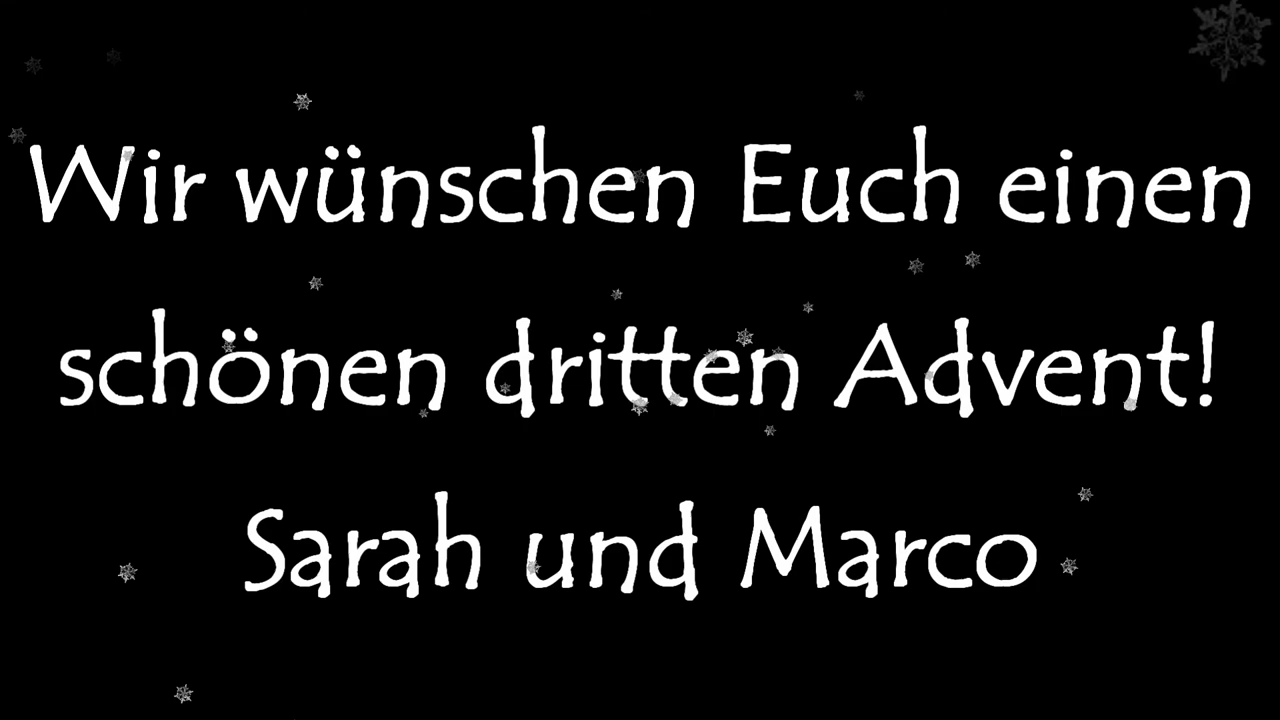 Wir wünschen Euch einen
schönen dritten Advent!
Sarah und Marco